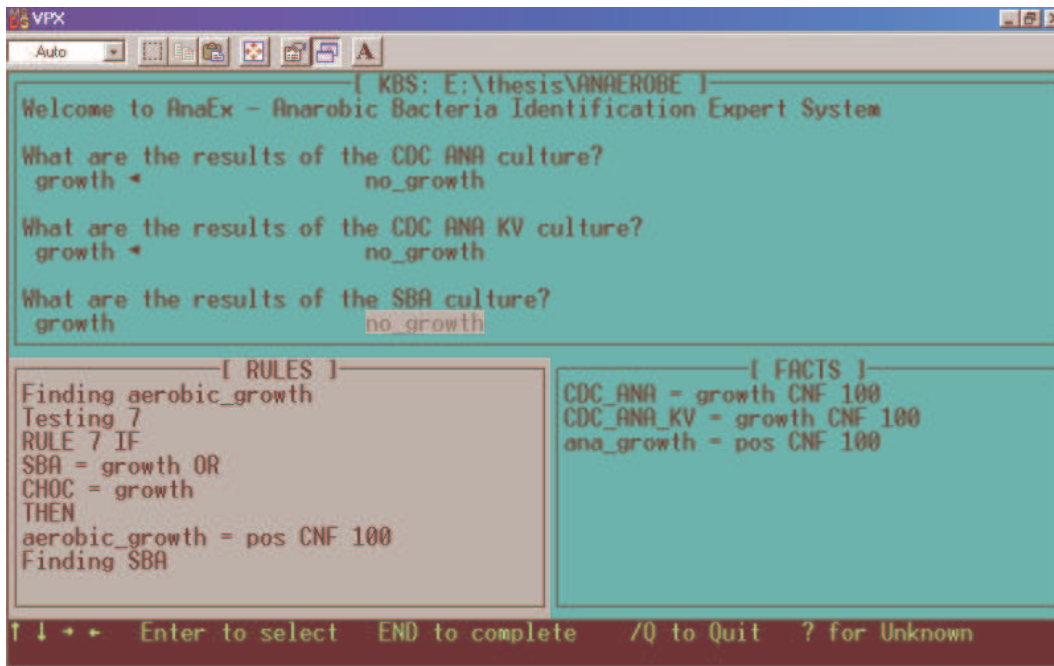 VPX
Auto
A
[ KBS: E:\thesis\ANAEROBE ]
Welcome to AnaEx - Anarobic Bacteria Identification Expert System
What are the results of the CDC ANA culture?
growth ◄ no_growth
What are the results of the CDC ANA KV culture?
growth ◄ no_growth
What are the results of the SBA culture?
growth no_growth
[ RULES ]
Finding aerobic_growth
Testing 7
RULE 7 IF
SBA = growth OR
CHOC = growth
THEN
aerobic_growth = pos CNF 100
Finding SBA
[ FACTS ]
CDC_ANA = growth CNF 100
CDC_ANA_KV = growth CNF 100
ana_growth = pos CNF 100
↑ ↓ → ← Enter to select END to complete /Q to Quit ? for Unknown